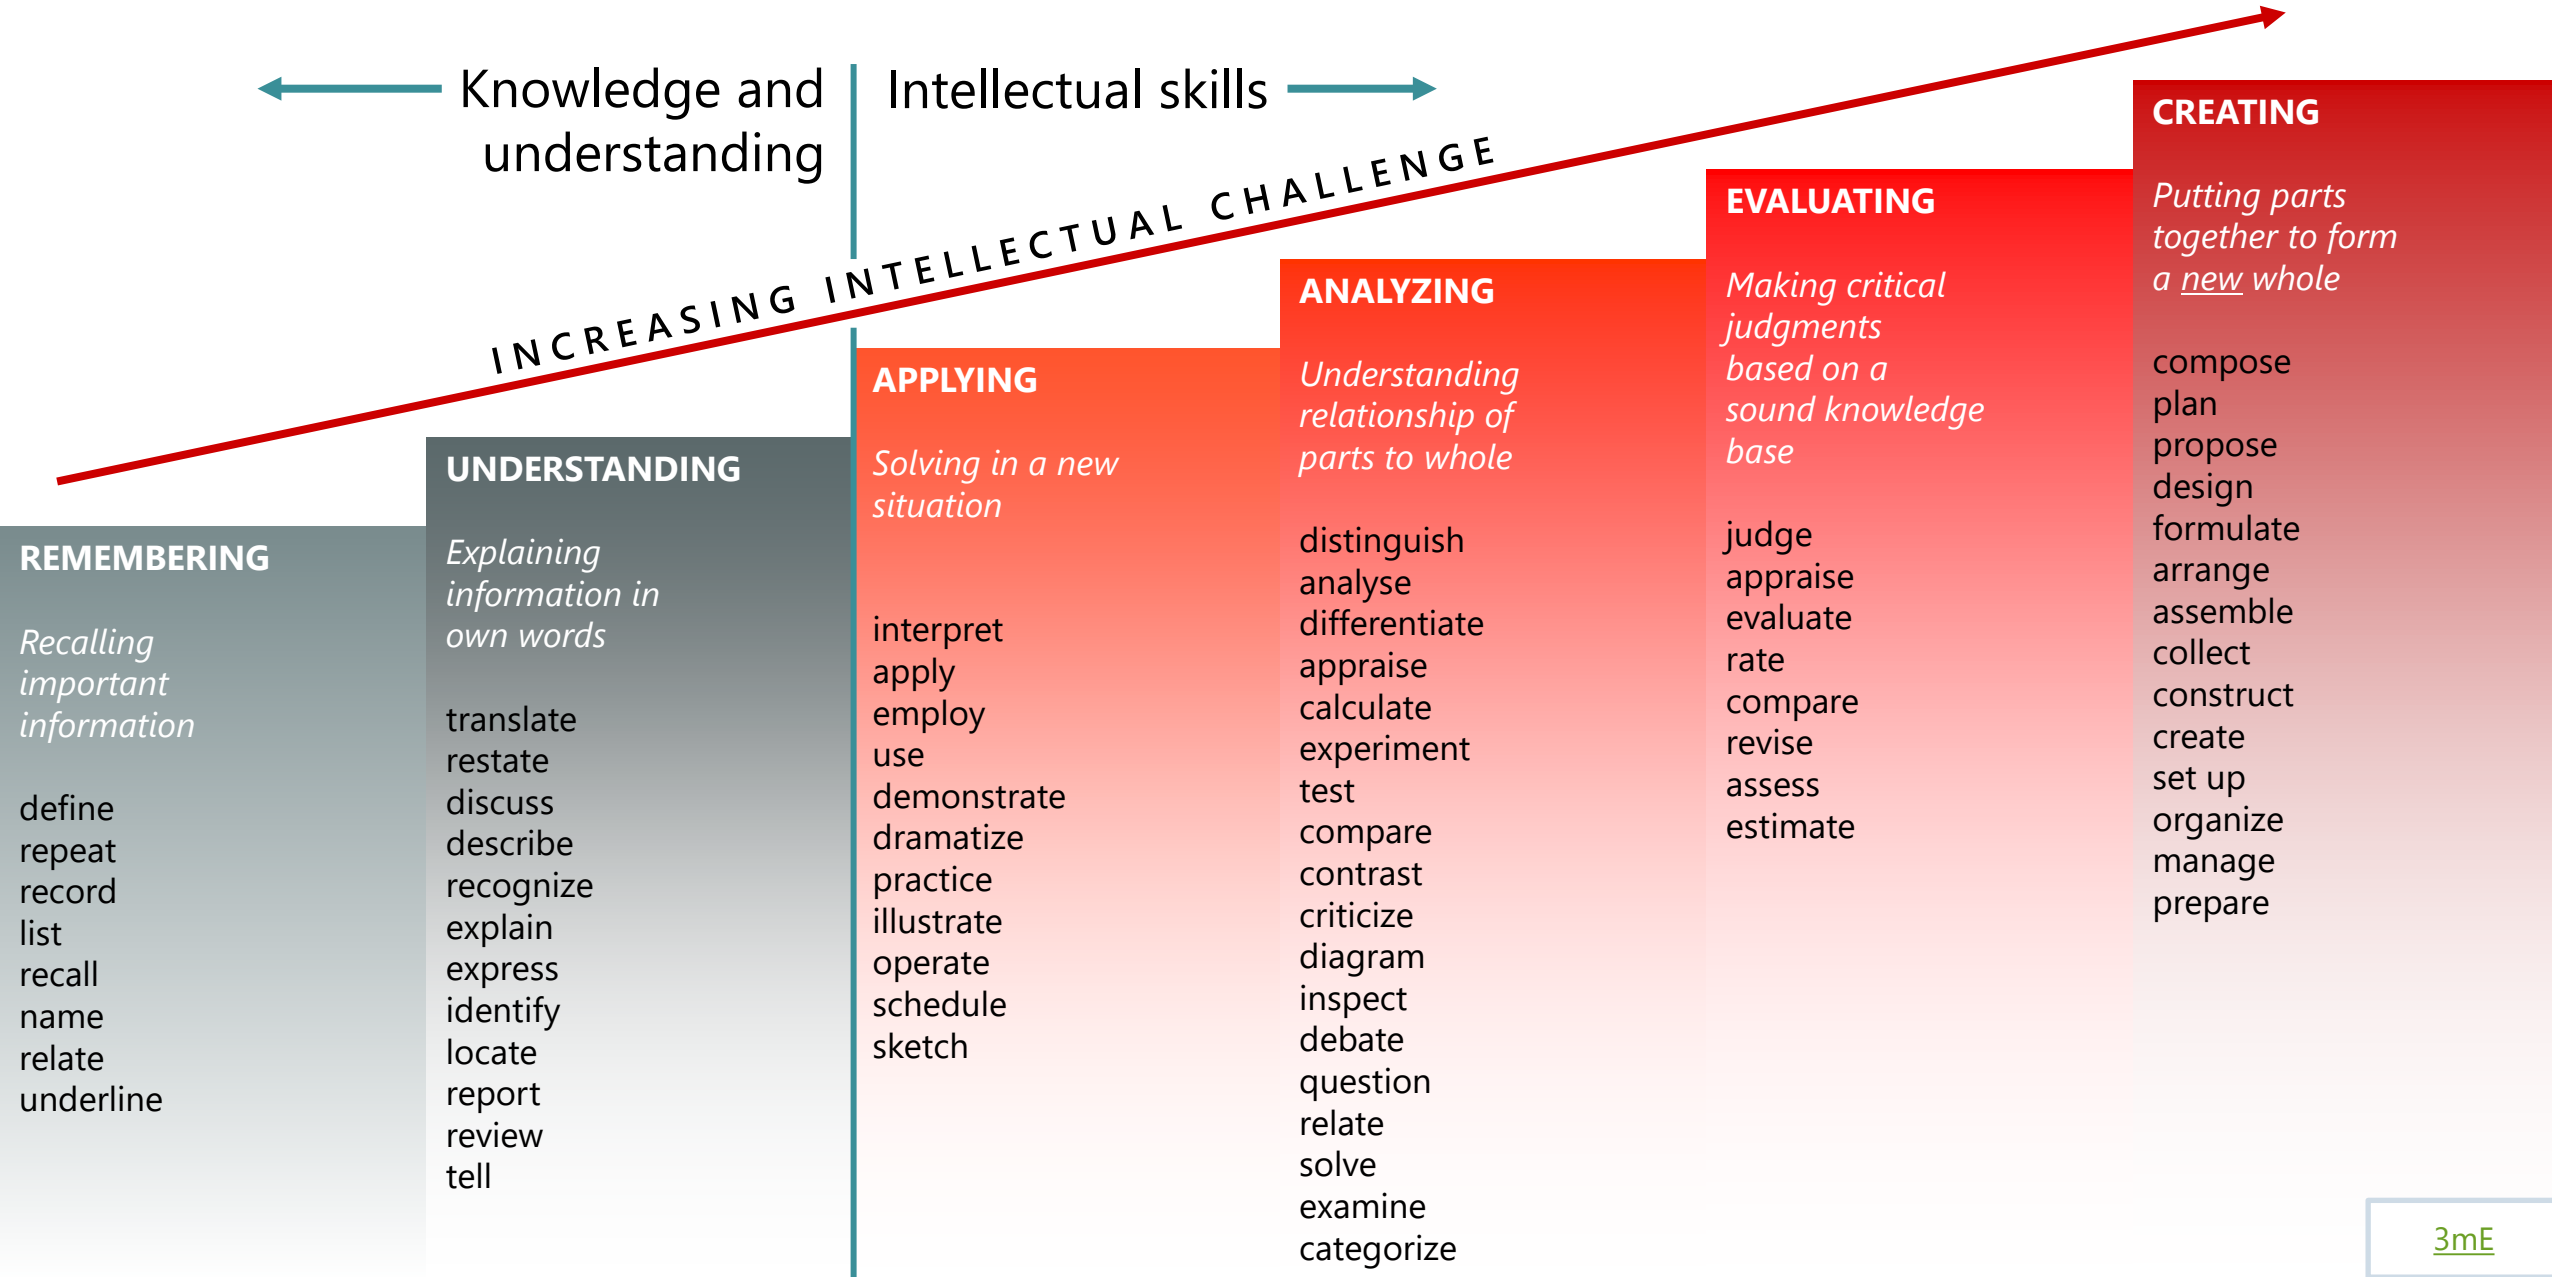 Knowledge and
understanding
Intellectual skills
INCREASING INTELLECTUAL CHALLENGE
REMEMBERING
Recalling
important
information
define
repeat
record
list
recall
name
relate
underline
UNDERSTANDING
Explaining
information in
own words
translate
restate
discuss
describe
recognize
explain
express
identify
locate
report
review
tell
APPLYING
Solving in a new
situation
interpret
apply
employ
use
demonstrate
dramatize
practice
illustrate
operate
schedule
sketch
ANALYZING
Understanding
relationship of
parts to whole
distinguish
analyse
differentiate
appraise
calculate
experiment
test
compare
contrast
criticize
diagram
inspect
debate
question
relate
solve
examine
categorize
EVALUATING
Making critical
judgments
based on a
sound knowledge
base
judge
appraise
evaluate
rate
compare
revise
assess
estimate
CREATING
Putting parts
together to form
a new whole
compose
plan
propose
design
formulate
arrange
assemble
collect
construct
create
set up
organize
manage
prepare
3mE